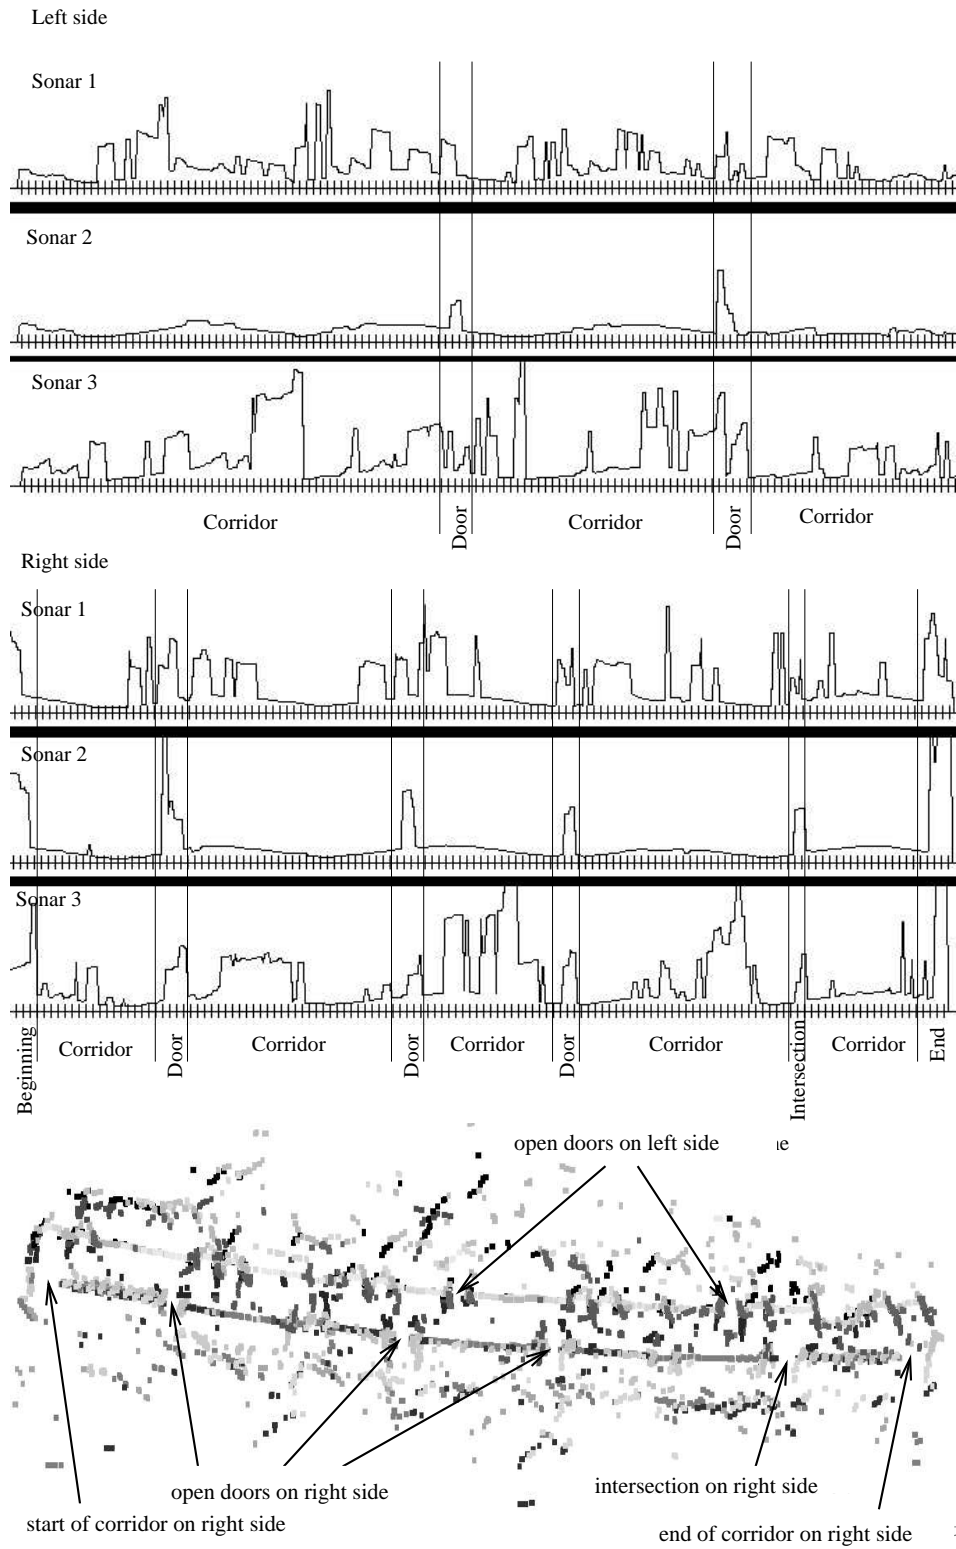 Left side
Sonar 1
Sonar 2
Sonar 3
Corridor Door Corridor Door Corridor
Right side
Sonar 1
Sonar 2
Sonar 3
Beginning Corridor Door Corridor Door Corridor Door Corridor Intersection Corridor End
open doors on left side
open doors on right side
intersection on right side
start of corridor on right side
end of corridor on right side